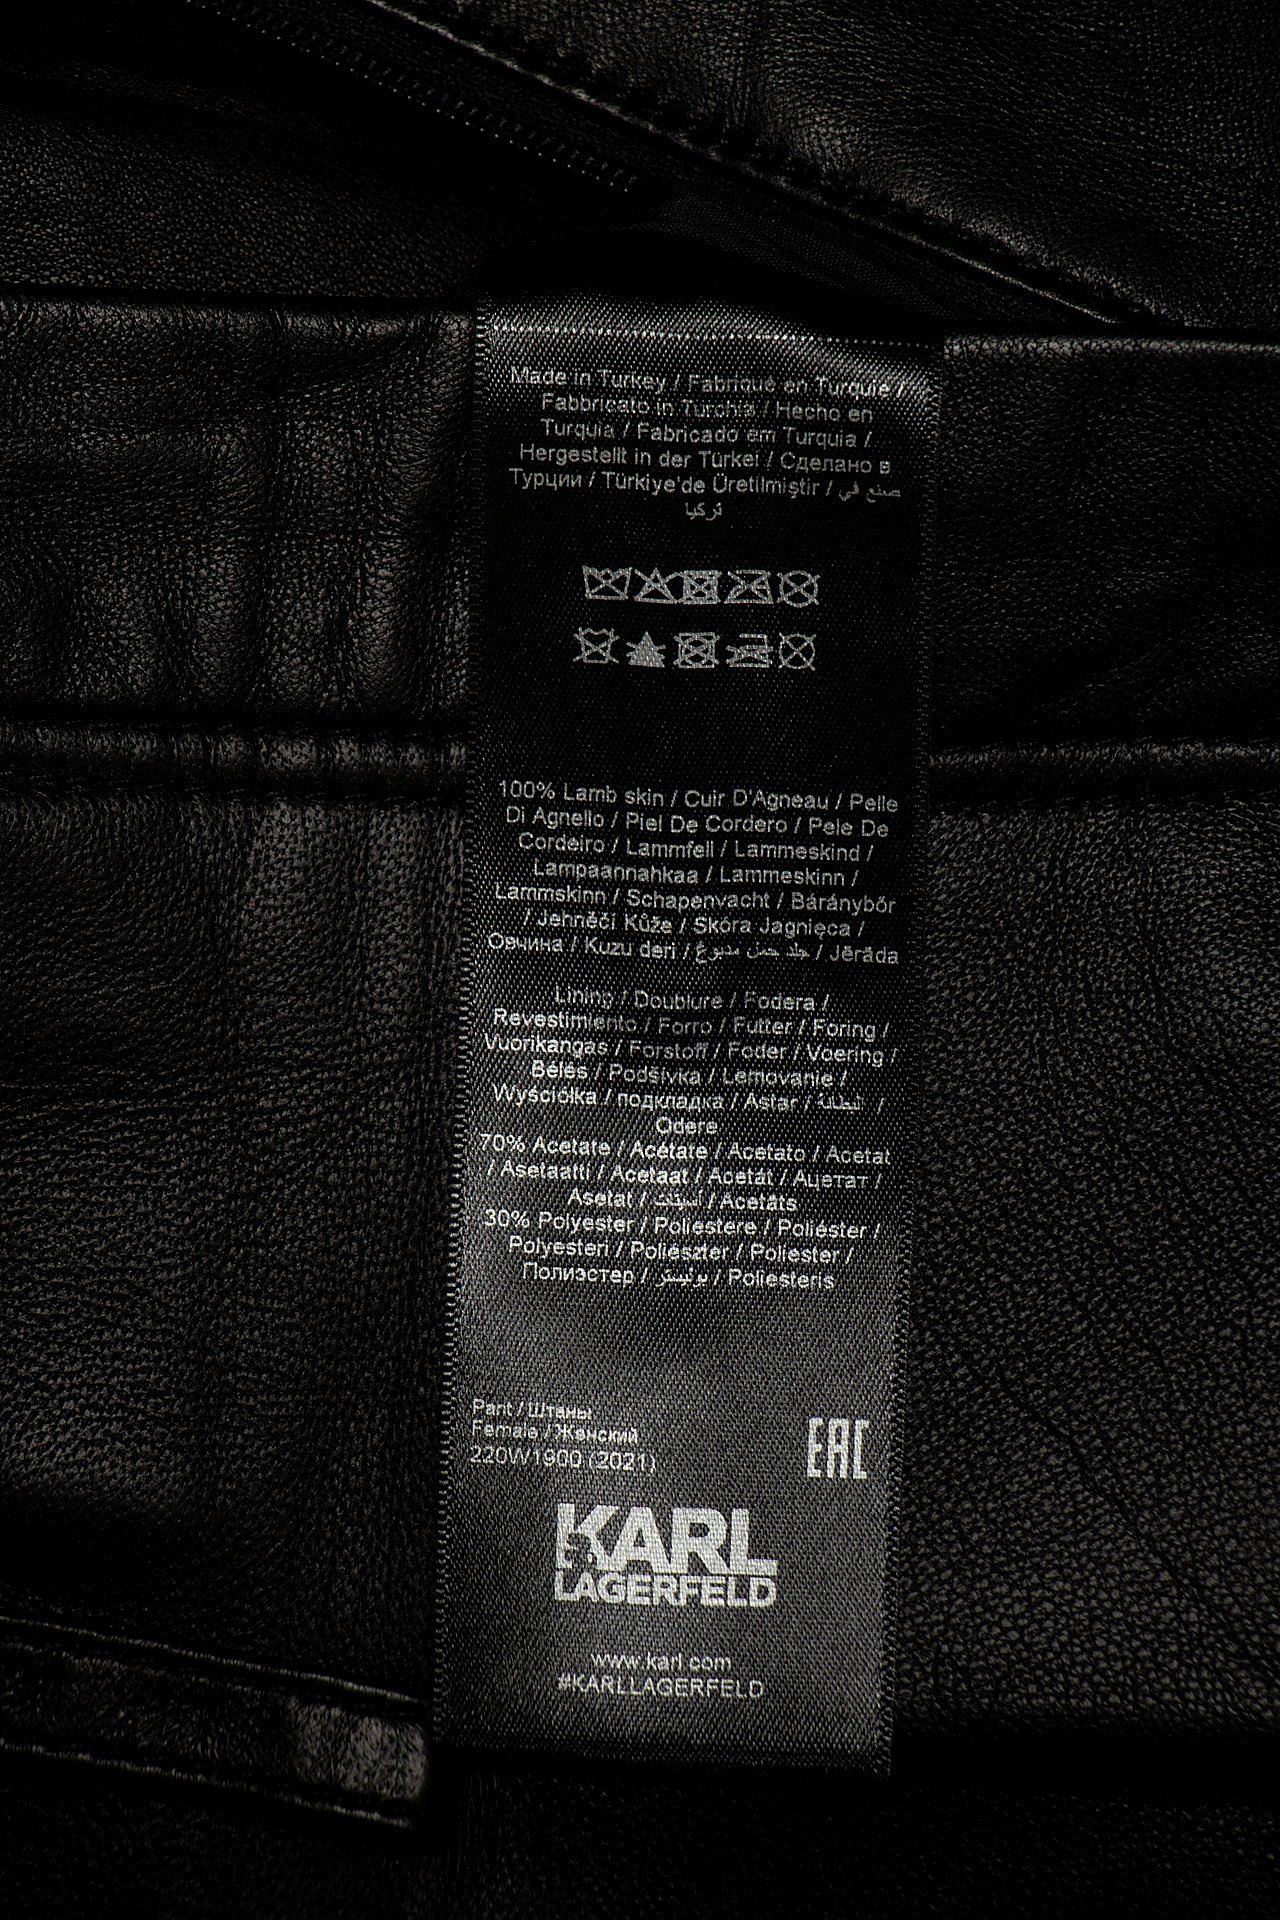 Made in Turkey / Fabriqué en Turquie /
Fabbricato in Turchia / Hecho en
Turquia / Fabricado em Turquia /
Hergestellt in der Türkei / Сделано в
Турции / Türkiye'de Üretilmiştir / صنع في
تركيا
100% Lamb skin / Cuir D'Agneau / Pelle
Di Agnello / Piel De Cordero / Pele De
Cordeiro / Lammfell / Lammeskind /
Lampaannahkaa / Lammeskinn /
Lammskinn / Schapenvacht / Báránybőr
/ Jehněčí Kůže / Skóra Jagnięca /
Овчина / Kuzu deri / جلد حمل مدبوغ / Jērāda
Lining / Doublure / Fodera /
Revestimiento / Forro / Futter / Foring /
Vuorikangas / Forstoff / Foder / Voering /
Bélés / Podšívka / Lemovanie /
Wyściółka / подкладка / Astar / /
Odere
70% Acetate / Acétate / Acetato / Acetat
/ Asetaatti / Acetaat / Acetát / Ацетат /
Asetat / أسيتت / Acetāts
30% Polyester / Poliestere / Poliéster /
Polyesteri / Poliészter / Poliester /
Полиэстер / بوليستر / Poliesteris
Pant / Штаны
Female / Женский
220W1900 (2021)
EAC
KARL
LAGERFELD
www.karl.com
#KARLLAGERFELD